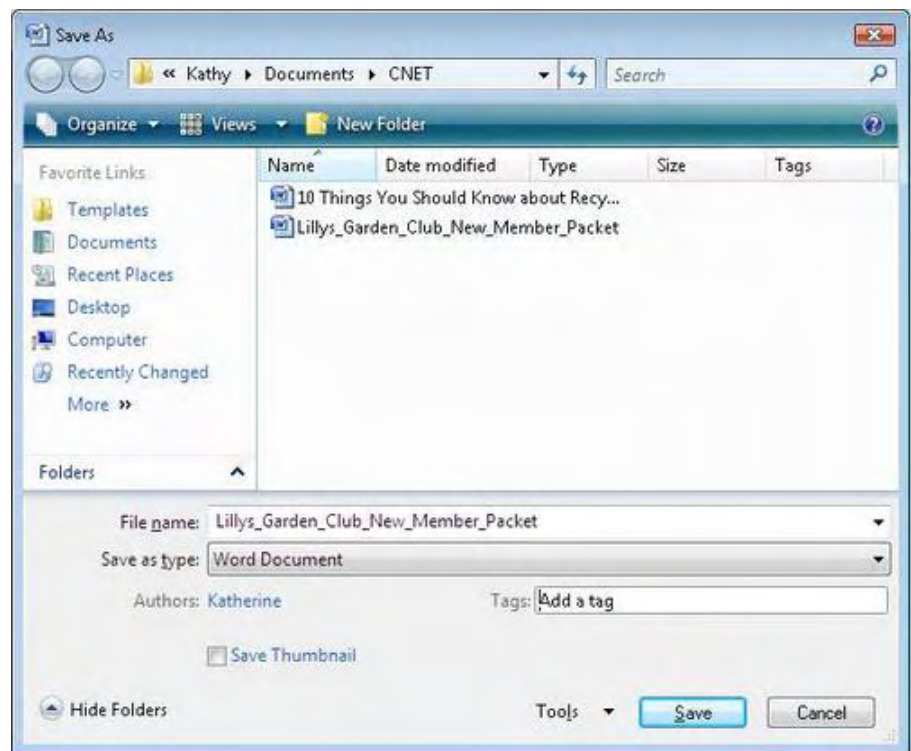 Save As
« Kathy ▸ Documents ▸ CNET Search
Organize Views New Folder
Favorite Links
Templates
Documents
Recent Places
Desktop
Computer
Recently Changed
More »
Folders
Name Date modified Type Size Tags
10 Things You Should Know about Recy...
Lillys_Garden_Club_New_Member_Packet
File name: Lillys_Garden_Club_New_Member_Packet
Save as type: Word Document
Authors: Katherine Tags: Add a tag
Save Thumbnail
Hide Folders Tools Save Cancel